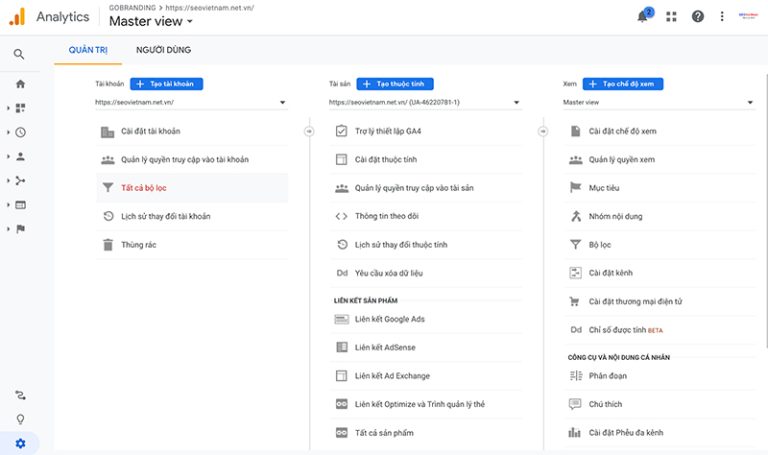 Analytics
GOBRANDING > https://seovietnam.net.vn/
Master view
2
QUẢN TRỊ
NGƯỜI DÙNG
Tài khoản
+ Tạo tài khoản
https://seovietnam.net.vn/
Cài đặt tài khoản
Quản lý quyền truy cập vào tài khoản
Tất cả bộ lọc
Lịch sử thay đổi tài khoản
Thùng rác
Tài sản
+ Tạo thuộc tính
https://seovietnam.net.vn/ (UA-46220781-1)
Trợ lý thiết lập GA4
Cài đặt thuộc tính
Quản lý quyền truy cập vào tài sản
Thông tin theo dõi
Lịch sử thay đổi thuộc tính
Dd Yêu cầu xóa dữ liệu
LIÊN KẾT SẢN PHẨM
Liên kết Google Ads
Liên kết AdSense
Liên kết Ad Exchange
Liên kết Optimize và Trình quản lý thẻ
Tất cả sản phẩm
Xem
+ Tạo chế độ xem
Master view
Cài đặt chế độ xem
Quản lý quyền xem
Mục tiêu
Nhóm nội dung
Bộ lọc
Cài đặt kênh
Cài đặt thương mại điện tử
Dd Chỉ số được tính BETA
CÔNG CỤ VÀ NỘI DUNG CÁ NHÂN
Phân đoạn
Chú thích
Cài đặt Phễu đa kênh